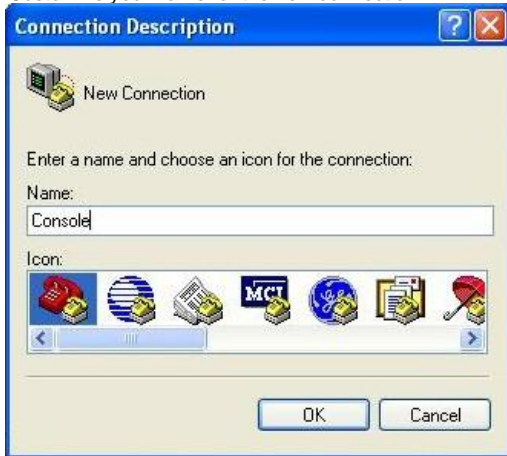 Connection Description
New Connection
Enter a name and choose an icon for the connection:
Name:
Console
Icon:
MCI
OK Cancel